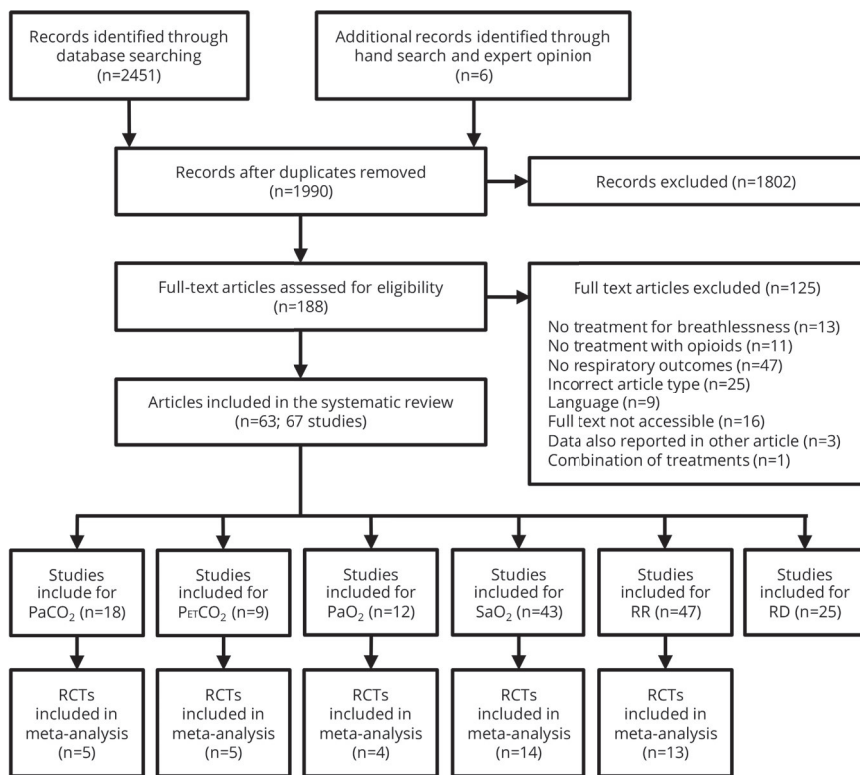 Records identified through
database searching
(n=2451)
Additional records identified through
hand search and expert opinion
(n=6)
Records after duplicates removed
(n=1990)
Records excluded (n=1802)
Full-text articles assessed for eligibility
(n=188)
Full text articles excluded (n=125)
No treatment for breathlessness (n=13)
No treatment with opioids (n=11)
No respiratory outcomes (n=47)
Incorrect article type (n=25)
Language (n=9)
Full text not accessible (n=16)
Data also reported in other article (n=3)
Combination of treatments (n=1)
Articles included in the systematic review
(n=63; 67 studies)
Studies
include for
PaCO₂ (n=18)
Studies
included for
PETCO₂ (n=9)
Studies
included for
PaO₂ (n=12)
Studies
included for
SaO₂ (n=43)
Studies
included for
RR (n=47)
Studies
included for
RD (n=25)
RCTs
included in
meta-analysis
(n=5)
RCTs
included in
meta-analysis
(n=5)
RCTs
included in
meta-analysis
(n=4)
RCTs
included in
meta-analysis
(n=14)
RCTs
included in
meta-analysis
(n=13)